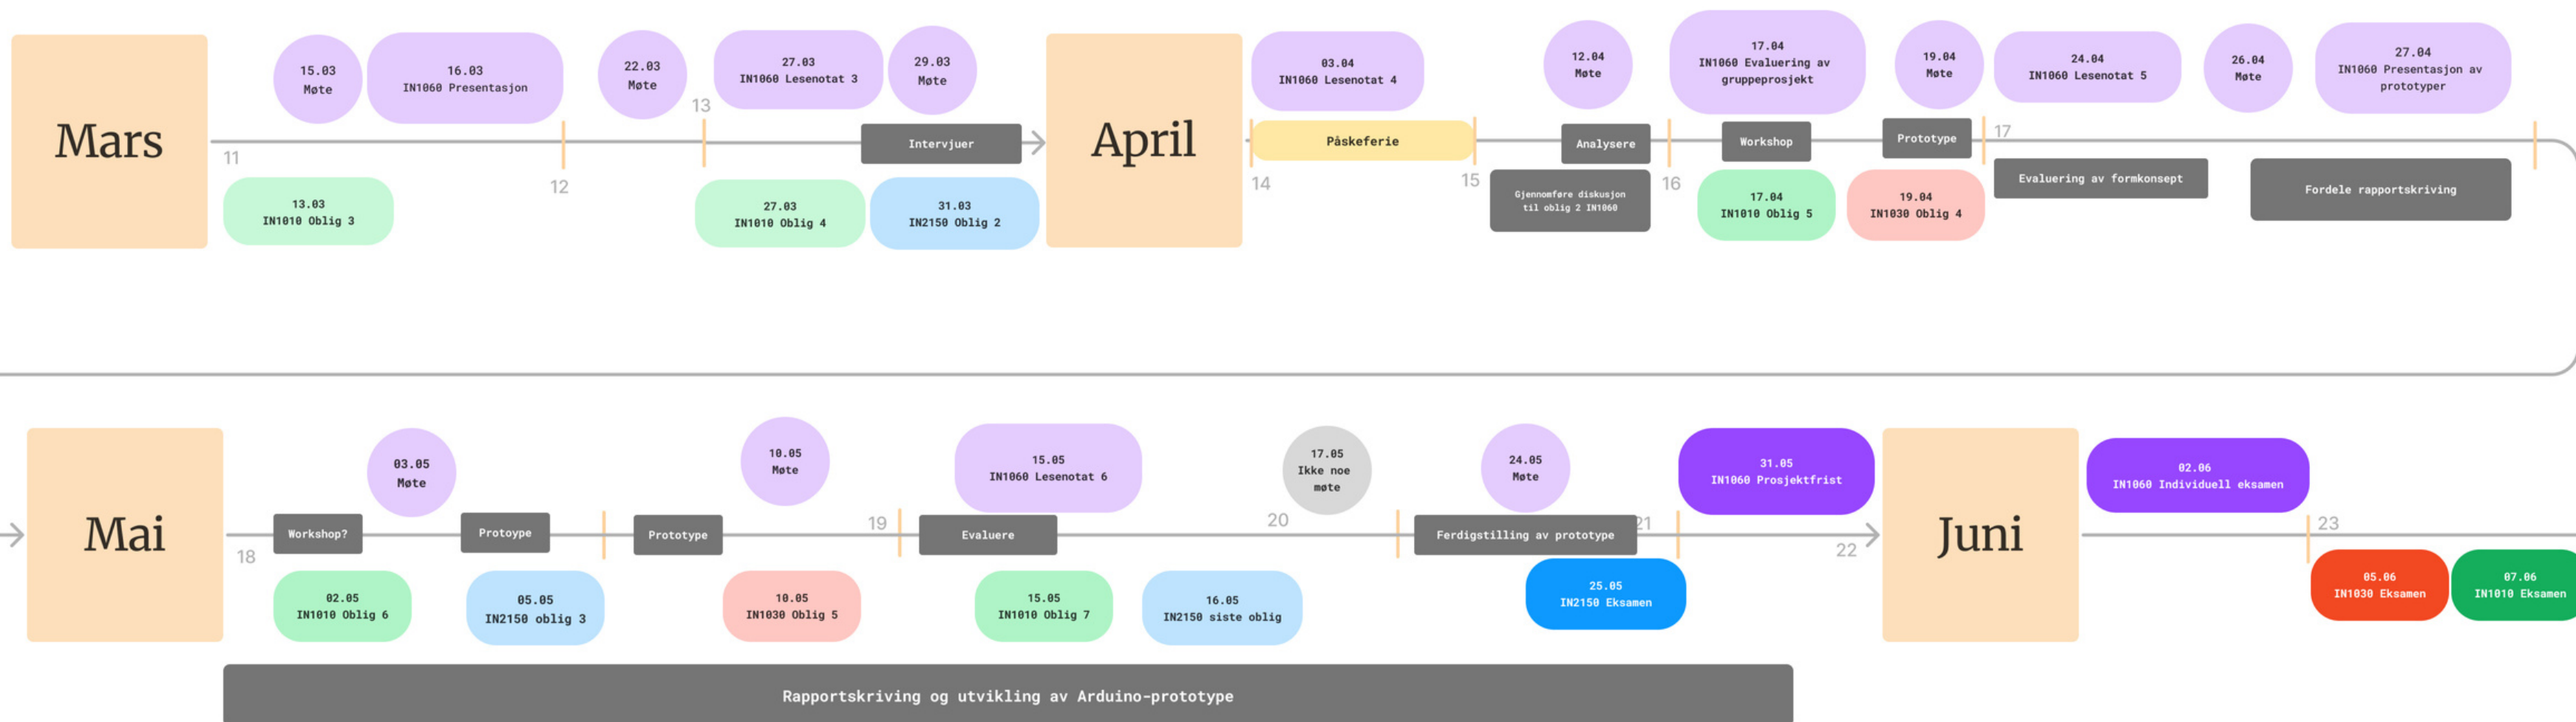 Mars
15.03
Møte
16.03
IN1060 Presentasjon
22.03
Møte
27.03
IN1060 Lesenotat 3
29.03
Møte
11
12
13
Intervjuer
13.03
IN1010 Oblig 3
27.03
IN1010 Oblig 4
31.03
IN2150 Oblig 2
April
03.04
IN1060 Lesenotat 4
12.04
Møte
17.04
IN1060 Evaluering av
gruppeprosjekt
19.04
Møte
24.04
IN1060 Lesenotat 5
26.04
Møte
27.04
IN1060 Presentasjon av
prototyper
Påskeferie
14
15
Analysere
16
Workshop
Prototype
17
Gjennomføre diskusjon
til oblig 2 IN1060
17.04
IN1010 Oblig 5
19.04
IN1030 Oblig 4
Evaluering av formkonsept
Fordele rapportskriving
Mai
03.05
Møte
10.05
Møte
15.05
IN1060 Lesenotat 6
17.05
Ikke noe
møte
24.05
Møte
31.05
IN1060 Prosjektfrist
18
Workshop?
Protoype
Prototype
19
Evaluere
20
Ferdigstilling av prototype
21
22
02.05
IN1010 Oblig 6
05.05
IN2150 oblig 3
10.05
IN1030 Oblig 5
15.05
IN1010 Oblig 7
16.05
IN2150 siste oblig
25.05
IN2150 Eksamen
Juni
02.06
IN1060 Individuell eksamen
23
05.06
IN1030 Eksamen
07.06
IN1010 Eksamen
Rapportskriving og utvikling av Arduino-prototype